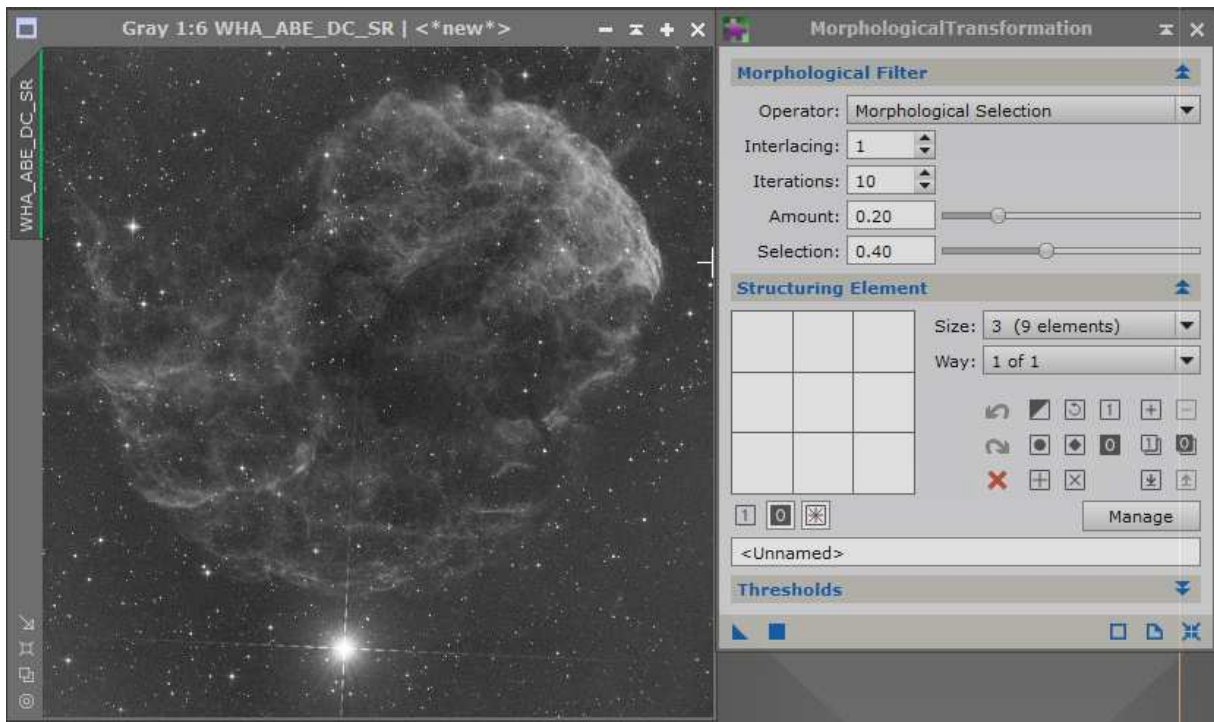 Gray 1:6 WHA_ABE_DC_SR | <*new*>
WHA_ABE_DC_SR
MorphologicalTransformation
Morphological Filter
Operator: Morphological Selection
Interlacing: 1
Iterations: 10
Amount: 0.20
Selection: 0.40
Structuring Element
Size: 3 (9 elements)
Way: 1 of 1
1
0 1 0
1 0
Manage
<Unnamed>
Thresholds